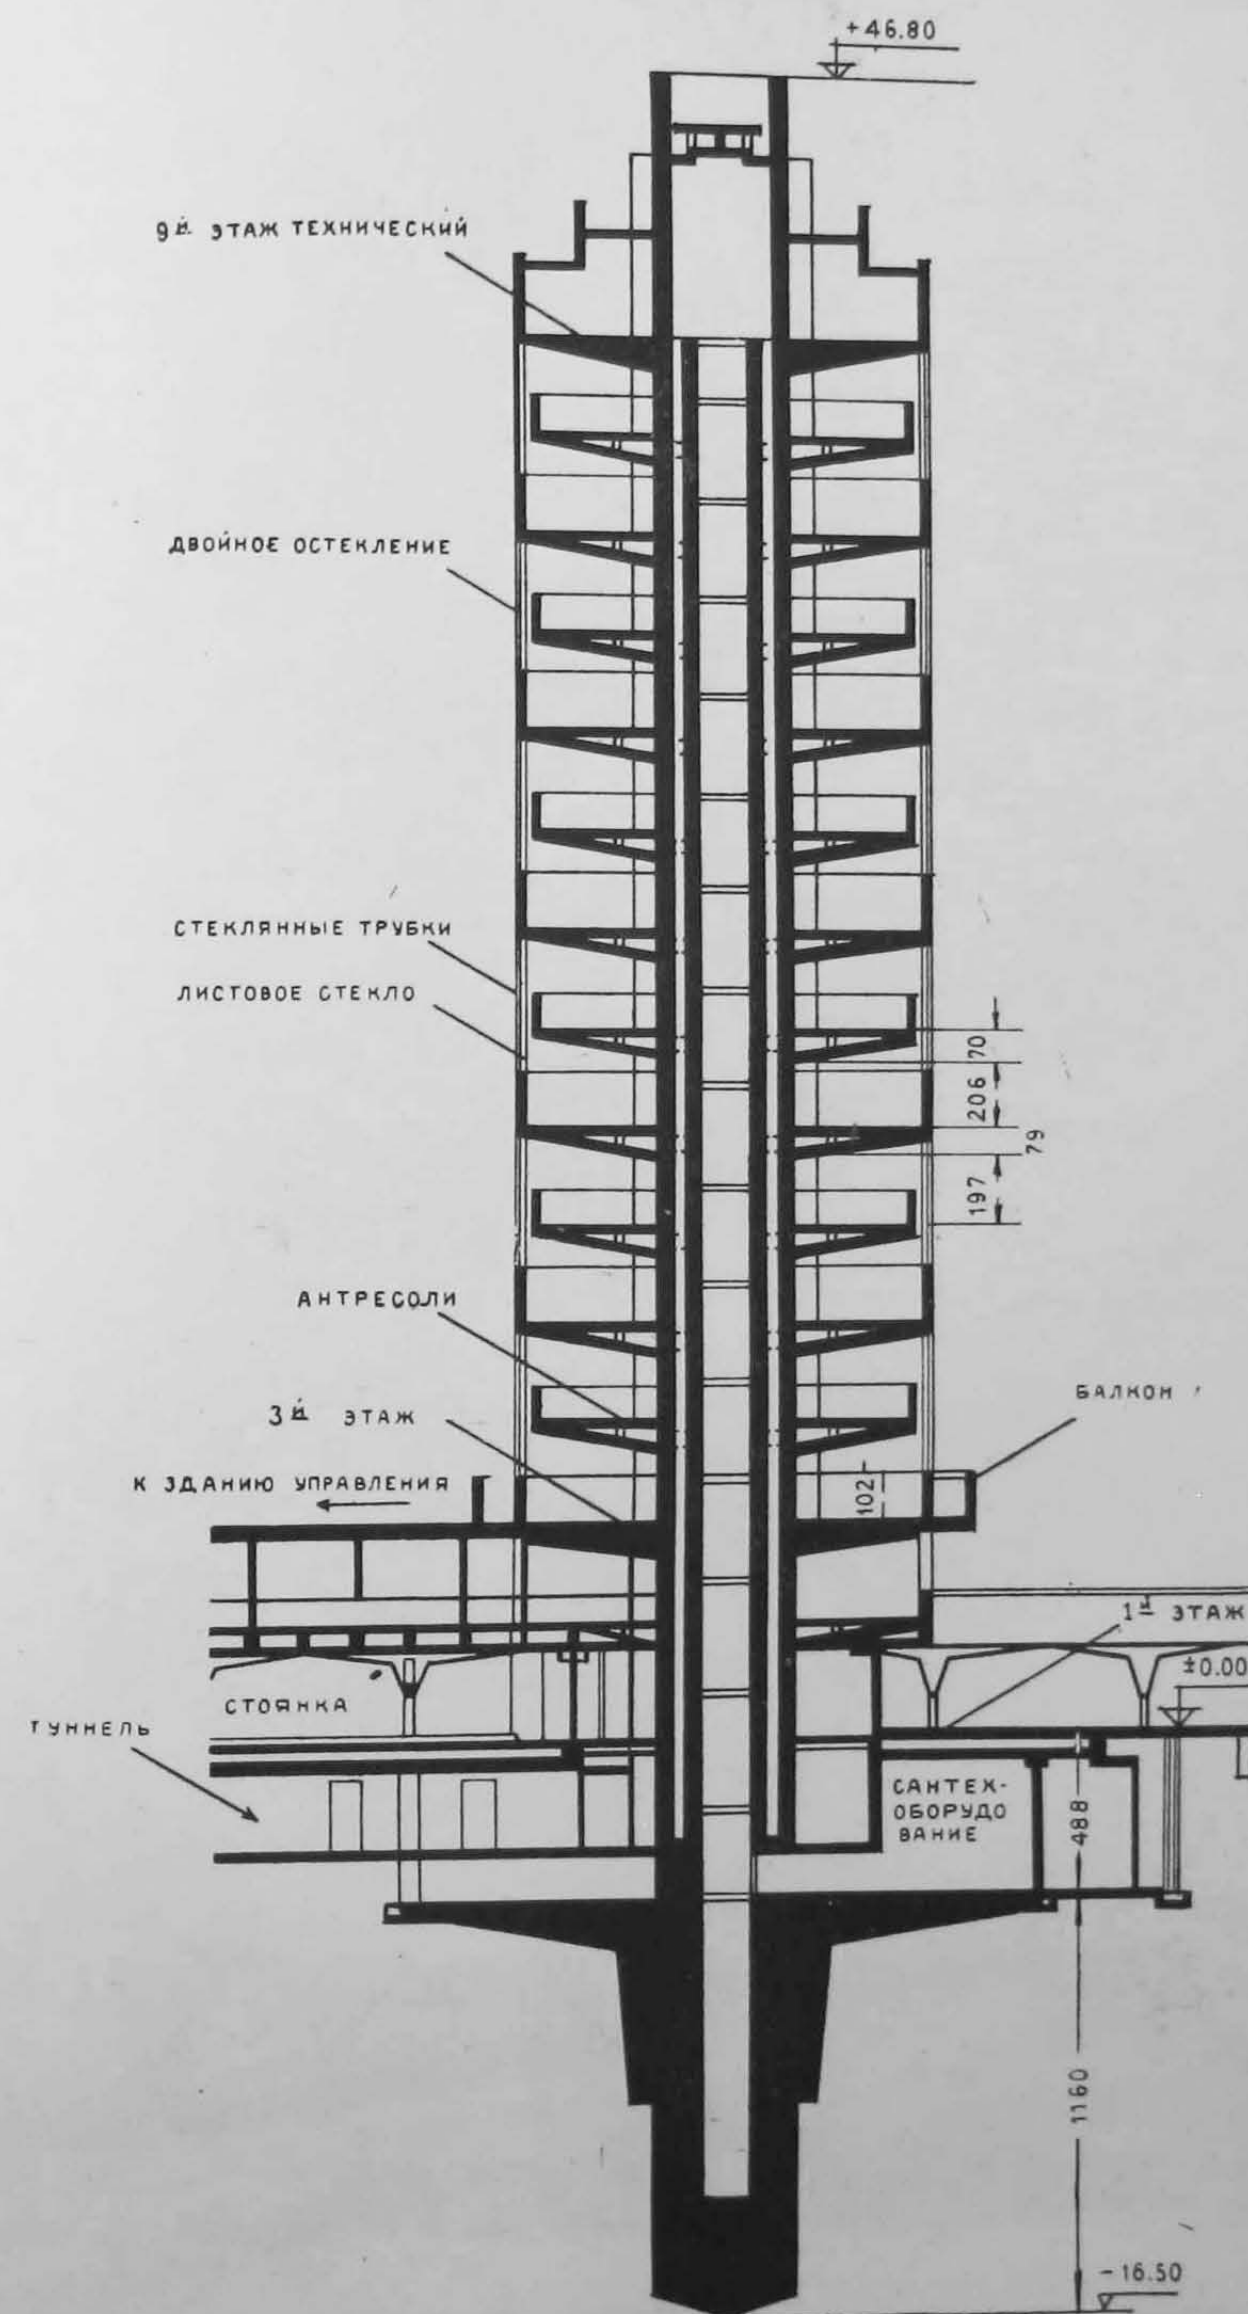 +46.80
9й ЭТАЖ ТЕХНИЧЕСКИЙ
ДВОЙНОЕ ОСТЕКЛЕНИЕ
СТЕКЛЯННЫЕ ТРУБКИ
ЛИСТОВОЕ СТЕКЛО
70
206
79
197
АНТРЕСОЛИ
БАЛКОН
3й ЭТАЖ
К ЗДАНИЮ УПРАВЛЕНИЯ
102
1й ЭТАЖ
±0.00
СТОЯНКА
ТУННЕЛЬ
САНТЕХ-
ОБОРУДО
ВАНИЕ
488
1160
-16.50